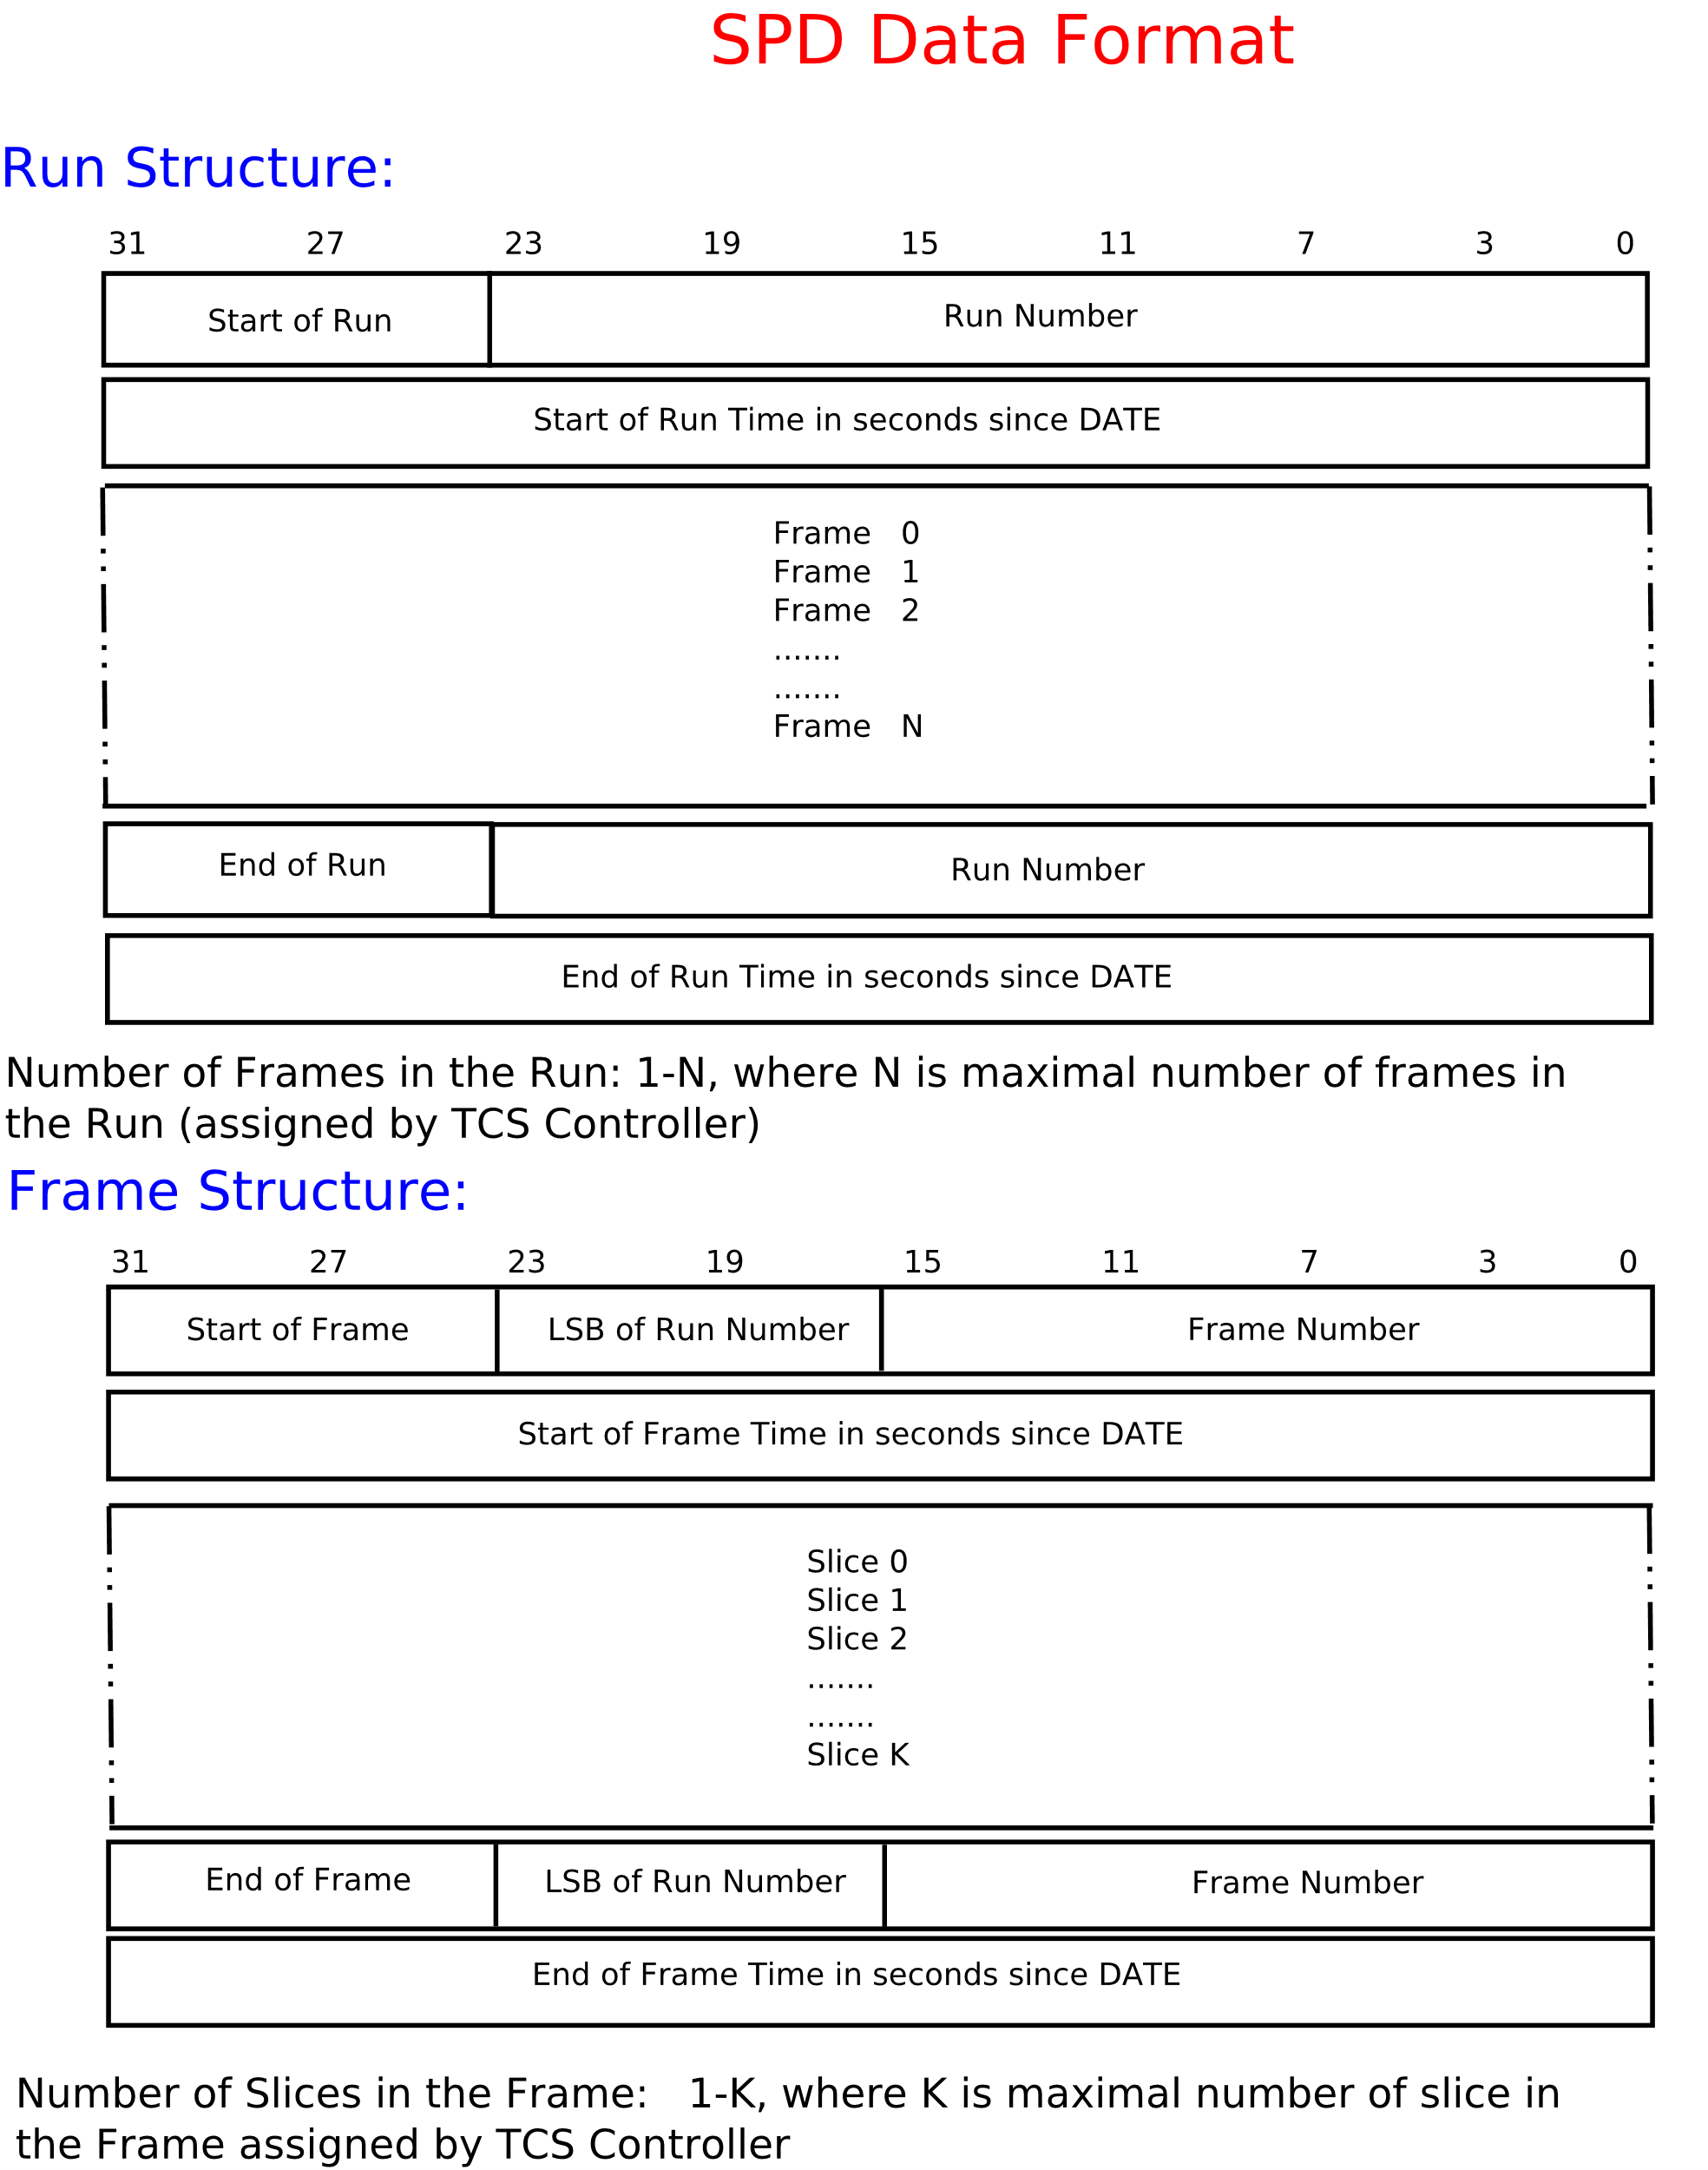 SPD Data Format
Run Structure:
31 27 23 19 15 11 7 3 0
Start of Run Run Number
Start of Run Time in seconds since DATE
Frame 0
Frame 1
Frame 2
.......
.......
Frame N
End of Run Run Number
End of Run Time in seconds since DATE
Number of Frames in the Run: 1-N, where N is maximal number of frames in
the Run (assigned by TCS Controller)
Frame Structure:
31 27 23 19 15 11 7 3 0
Start of Frame LSB of Run Number Frame Number
Start of Frame Time in seconds since DATE
Slice 0
Slice 1
Slice 2
.......
.......
Slice K
End of Frame LSB of Run Number Frame Number
End of Frame Time in seconds since DATE
Number of Slices in the Frame: 1-K, where K is maximal number of slice in
the Frame assigned by TCS Controller